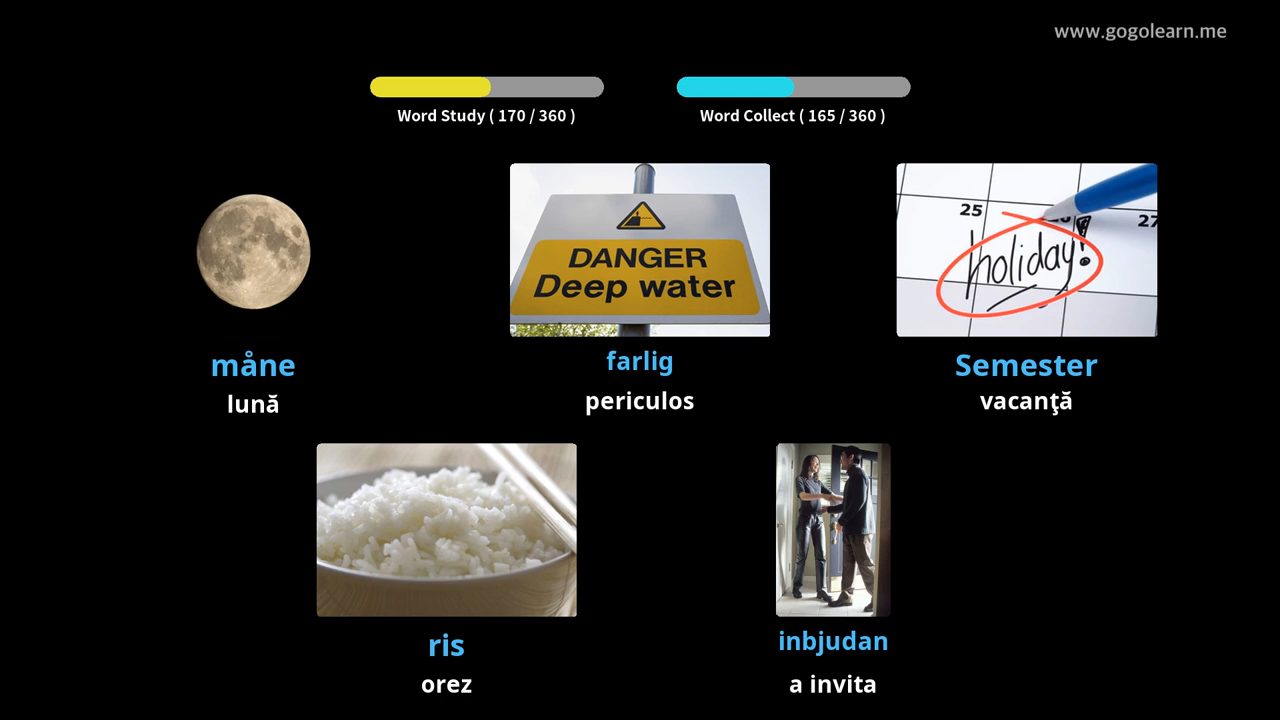 www.gogolearn.me
Word Study ( 170 / 360 )
Word Collect ( 165 / 360 )
DANGER
Deep water
25
27
holiday!
måne
farlig
Semester
lună
periculos
vacanţă
ris
inbjudan
orez
a invita